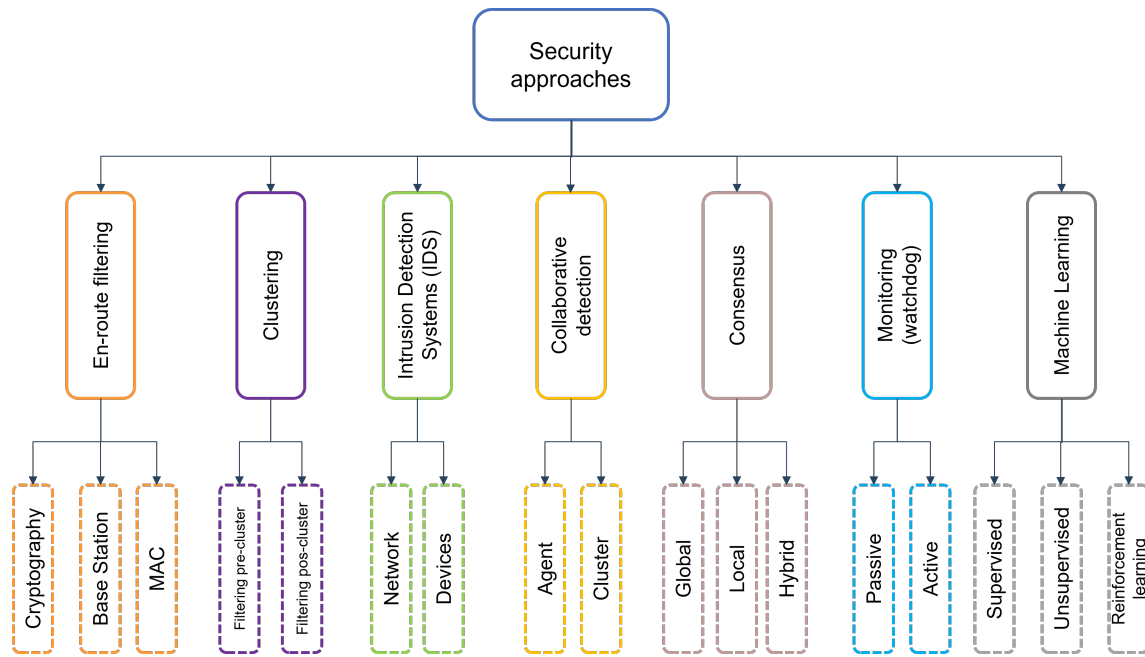 Security
approaches
En-route filtering
Clustering
Intrusion Detection
Systems (IDS)
Collaborative
detection
Consensus
Monitoring
(watchdog)
Machine Learning
Cryptography
Base Station
MAC
Filtering pre-cluster
Filtering pos-cluster
Network
Devices
Agent
Cluster
Global
Local
Hybrid
Passive
Active
Supervised
Unsupervised
Reinforcement
learning